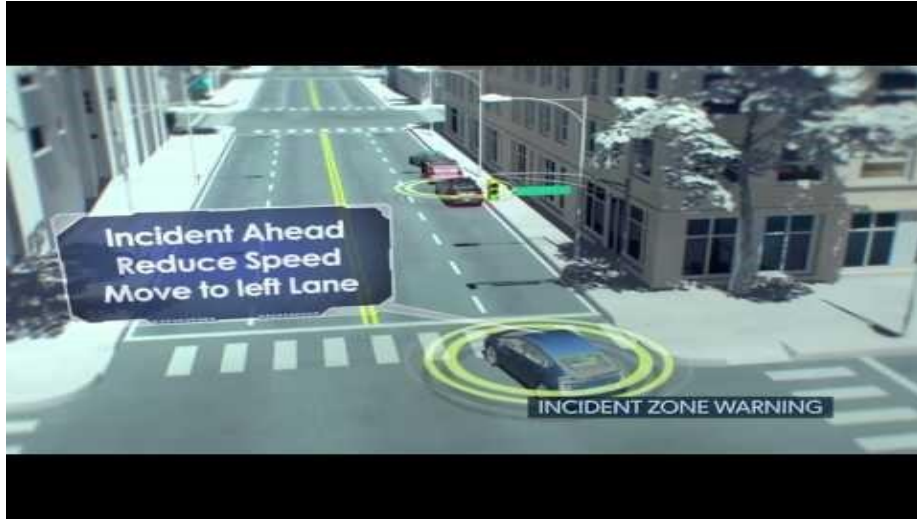 Incident Ahead
Reduce Speed
Move to left Lane
INCIDENT ZONE WARNING